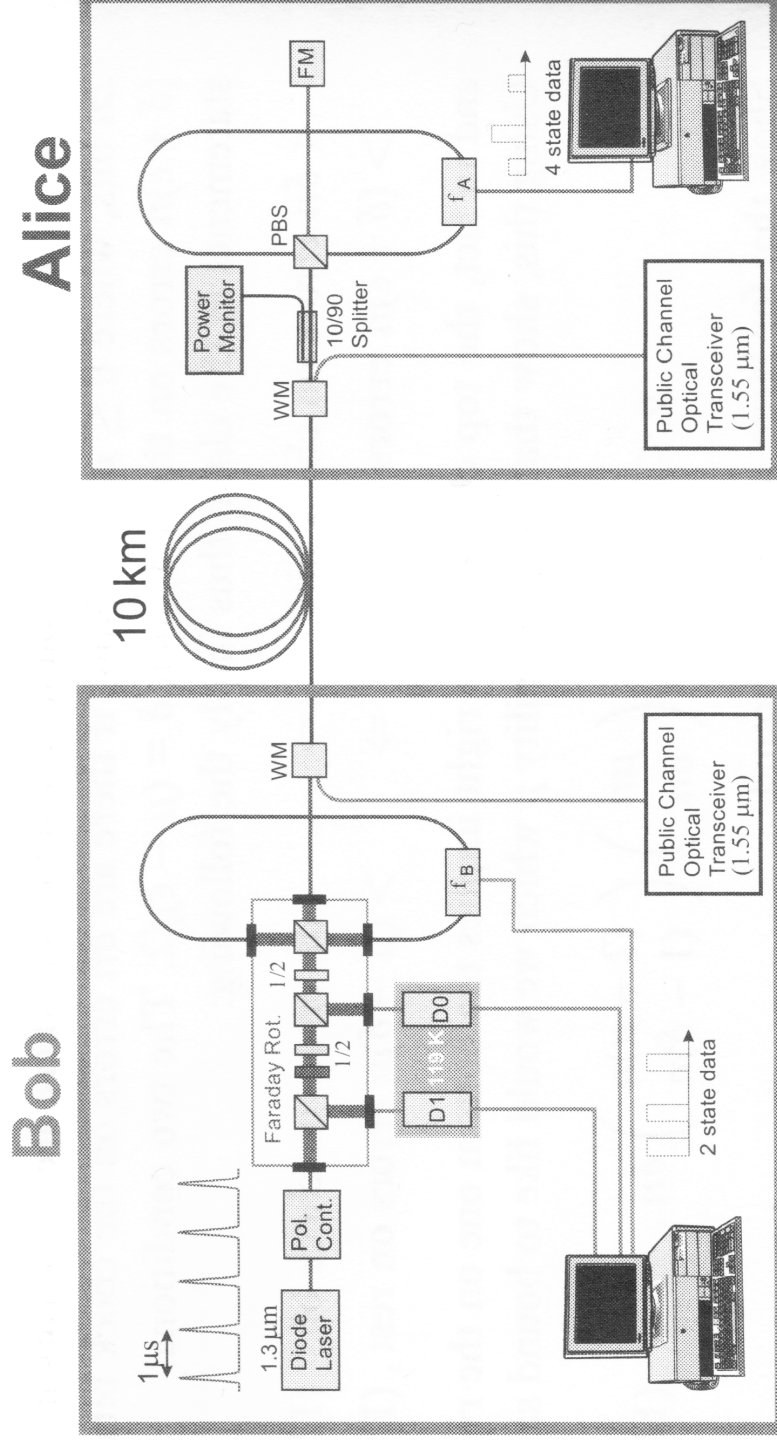 Bob
1µs
1.3 µm
Diode
Laser
Pol.
Cont.
Faraday Rot.
1/2
1/2
D1
119 K
D0
f B
WM
2 state data
Public Channel
Optical
Transceiver
(1.55 µm)
10 km
Alice
WM
Power
Monitor
10/90
Splitter
PBS
FM
f A
4 state data
Public Channel
Optical
Transceiver
(1.55 µm)